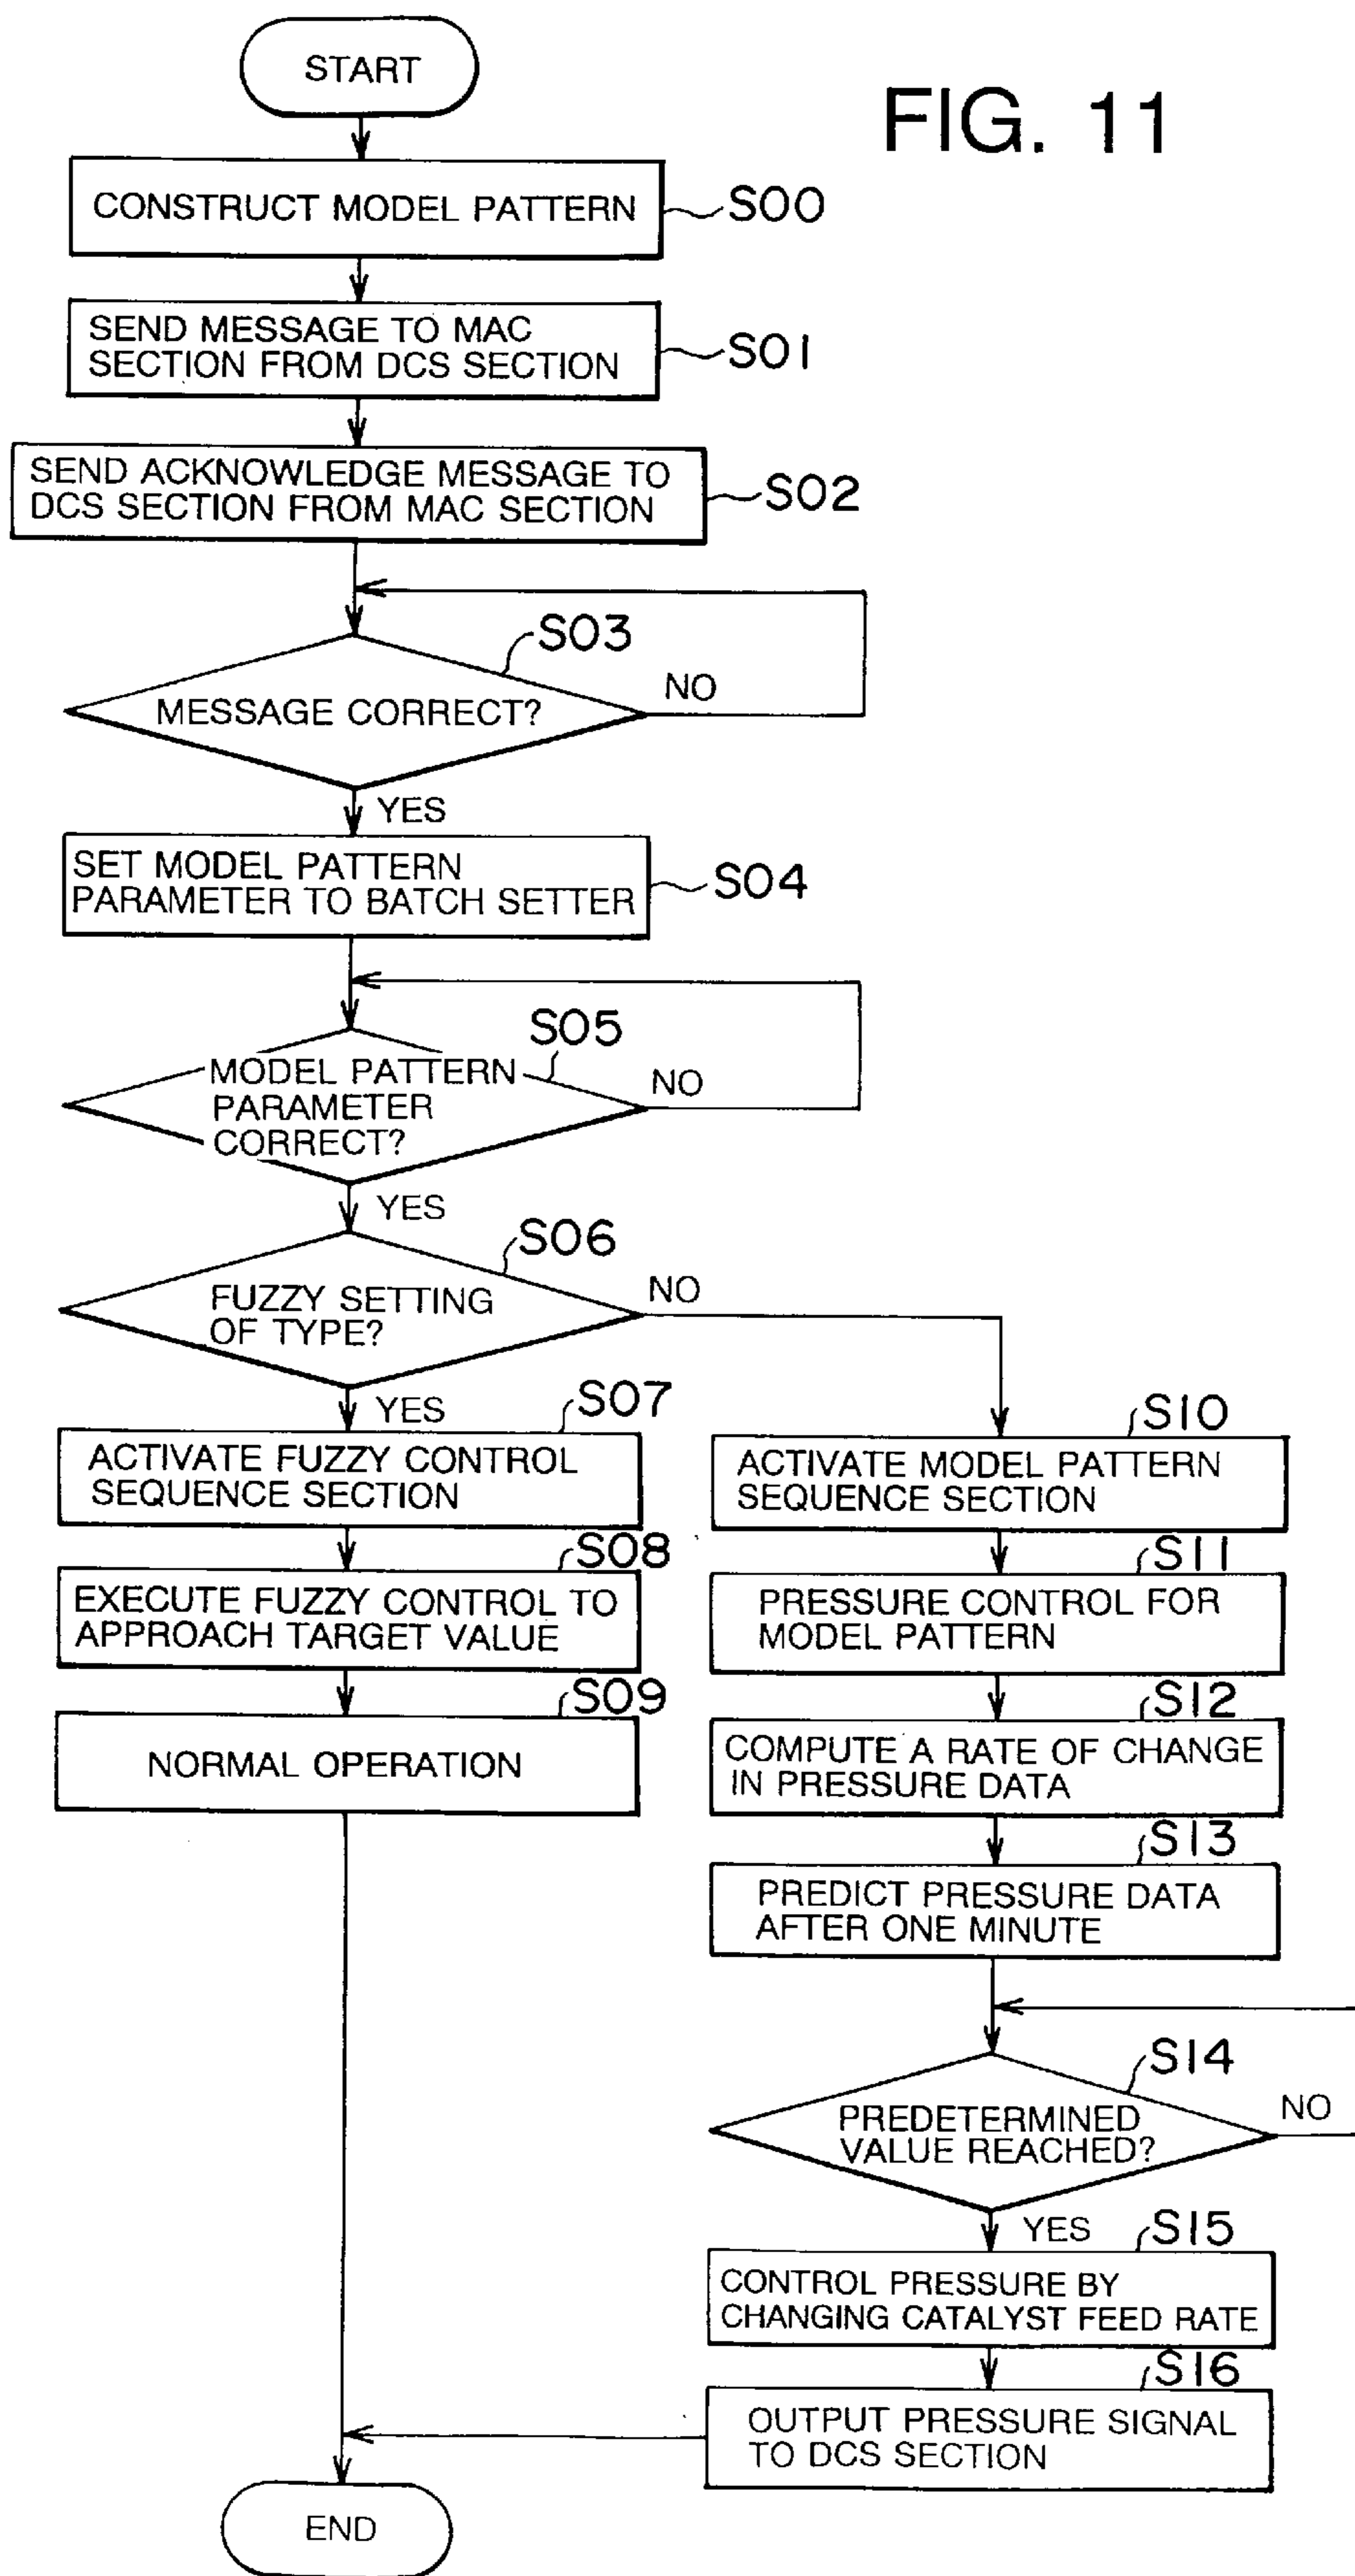 START
FIG. 11
CONSTRUCT MODEL PATTERN
S00
SEND MESSAGE TO MAC
SECTION FROM DCS SECTION
S01
SEND ACKNOWLEDGE MESSAGE TO
DCS SECTION FROM MAC SECTION
S02
S03
MESSAGE CORRECT?
NO
YES
SET MODEL PATTERN
PARAMETER TO BATCH SETTER
S04
S05
MODEL PATTERN
PARAMETER
CORRECT?
NO
YES
S06
FUZZY SETTING
OF TYPE?
NO
YES
S07
ACTIVATE FUZZY CONTROL
SEQUENCE SECTION
S08
EXECUTE FUZZY CONTROL TO
APPROACH TARGET VALUE
S09
NORMAL OPERATION
S10
ACTIVATE MODEL PATTERN
SEQUENCE SECTION
S11
PRESSURE CONTROL FOR
MODEL PATTERN
S12
COMPUTE A RATE OF CHANGE
IN PRESSURE DATA
S13
PREDICT PRESSURE DATA
AFTER ONE MINUTE
S14
PREDETERMINED
VALUE REACHED?
NO
YES
S15
CONTROL PRESSURE BY
CHANGING CATALYST FEED RATE
S16
OUTPUT PRESSURE SIGNAL
TO DCS SECTION
END